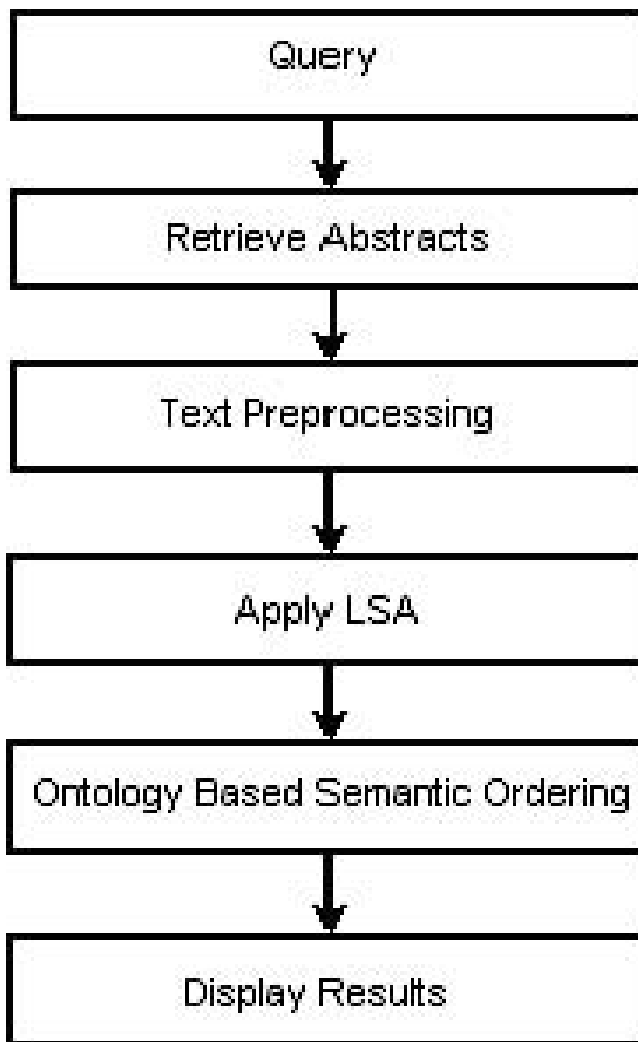 Query
Retrieve Abstracts
Text Preprocessing
Apply LSA
Ontology Based Semantic Ordering
Display Results